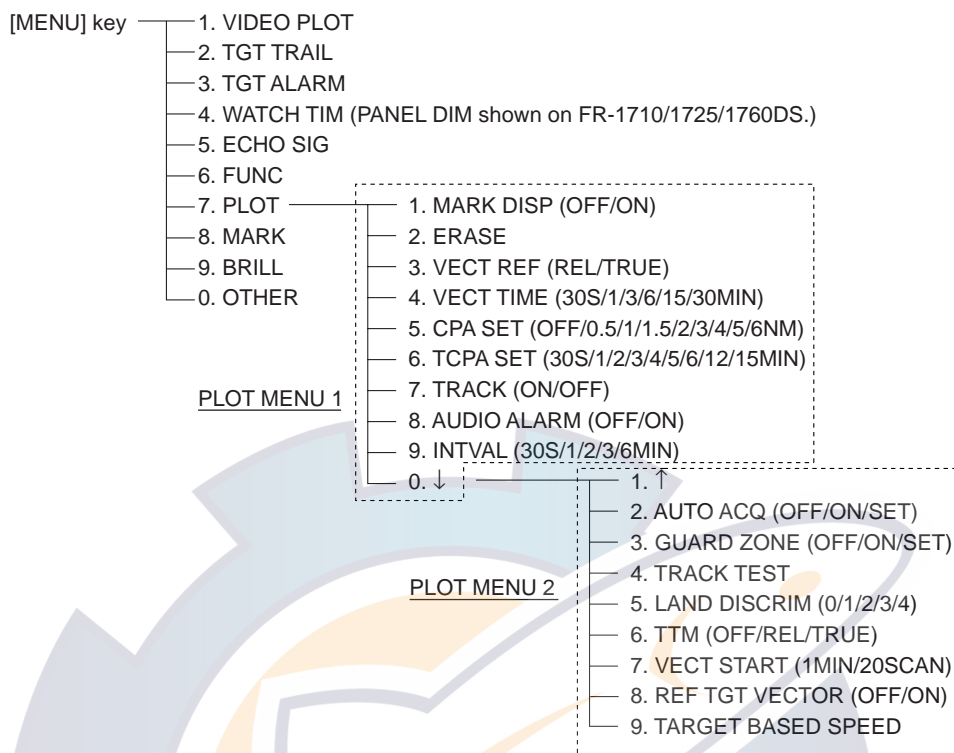 [MENU] key
1. VIDEO PLOT
2. TGT TRAIL
3. TGT ALARM
4. WATCH TIM (PANEL DIM shown on FR-1710/1725/1760DS.)
5. ECHO SIG
6. FUNC
7. PLOT
8. MARK
9. BRILL
0. OTHER
PLOT MENU 1
1. MARK DISP (OFF/ON)
2. ERASE
3. VECT REF (REL/TRUE)
4. VECT TIME (30S/1/3/6/15/30MIN)
5. CPA SET (OFF/0.5/1/1.5/2/3/4/5/6NM)
6. TCPA SET (30S/1/2/3/4/5/6/12/15MIN)
7. TRACK (ON/OFF)
8. AUDIO ALARM (OFF/ON)
9. INTVAL (30S/1/2/3/6MIN)
0. ↓
PLOT MENU 2
1. ↑
2. AUTO ACQ (OFF/ON/SET)
3. GUARD ZONE (OFF/ON/SET)
4. TRACK TEST
5. LAND DISCRIM (0/1/2/3/4)
6. TTM (OFF/REL/TRUE)
7. VECT START (1MIN/20SCAN)
8. REF TGT VECTOR (OFF/ON)
9. TARGET BASED SPEED